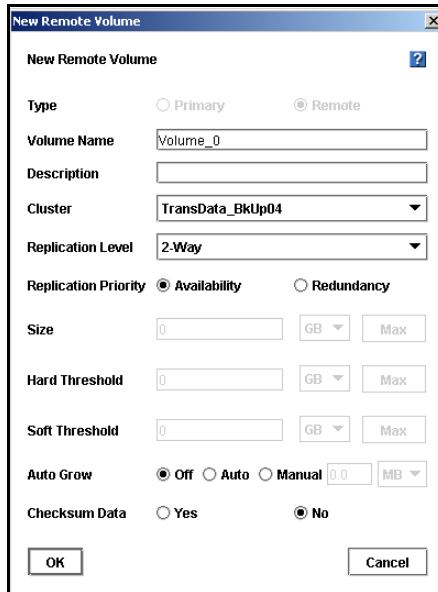 New Remote Volume
New Remote Volume ?
Type Primary Remote
Volume Name Volume_0
Description
Cluster TransData_BkUp04
Replication Level 2-Way
Replication Priority Availability Redundancy
Size 0 GB Max
Hard Threshold 0 GB Max
Soft Threshold 0 GB Max
Auto Grow Off Auto Manual 0.0 MB
Checksum Data Yes No
OK Cancel